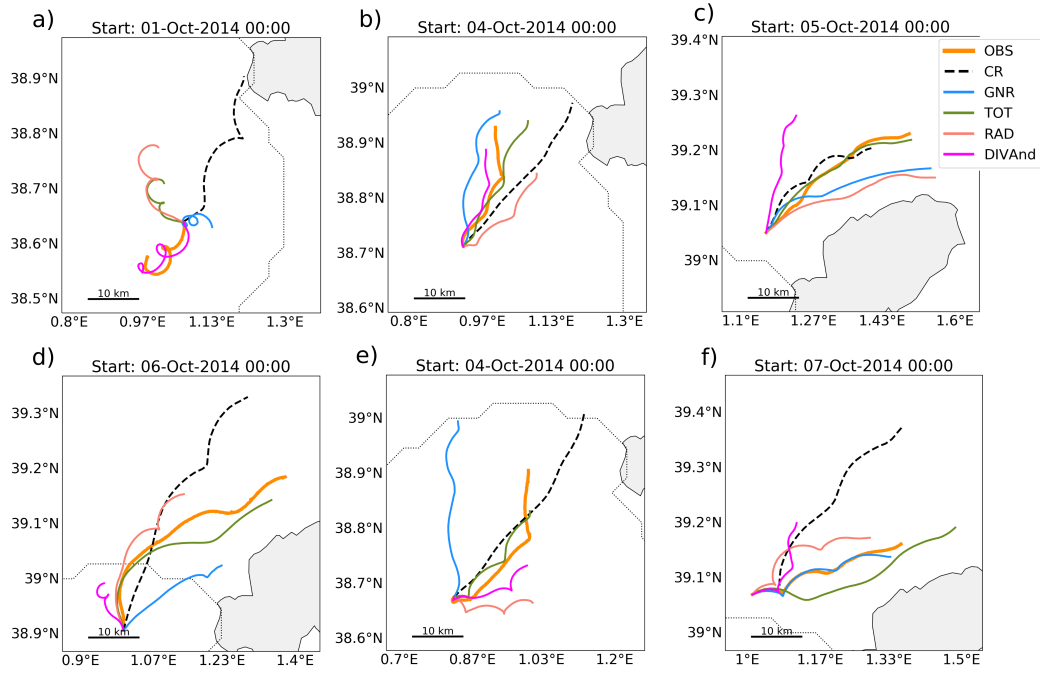 a)
Start: 01-Oct-2014 00:00
38.9°N
38.8°N
38.7°N
38.6°N
38.5°N
10 km
0.8°E 0.97°E 1.13°E 1.3°E
b)
Start: 04-Oct-2014 00:00
39°N
38.9°N
38.8°N
38.7°N
38.6°N
10 km
0.8°E 0.97°E 1.13°E 1.3°E
c)
Start: 05-Oct-2014 00:00
39.4°N
39.3°N
39.2°N
39.1°N
39°N
10 km
1.1°E 1.27°E 1.43°E 1.6°E
OBS
CR
GNR
TOT
RAD
DIVAnd
d)
Start: 06-Oct-2014 00:00
39.3°N
39.2°N
39.1°N
39°N
38.9°N
10 km
0.9°E 1.07°E 1.23°E 1.4°E
e)
Start: 04-Oct-2014 00:00
39°N
38.9°N
38.8°N
38.7°N
38.6°N
10 km
0.7°E 0.87°E 1.03°E 1.2°E
f)
Start: 07-Oct-2014 00:00
39.4°N
39.3°N
39.2°N
39.1°N
39°N
10 km
1°E 1.17°E 1.33°E 1.5°E